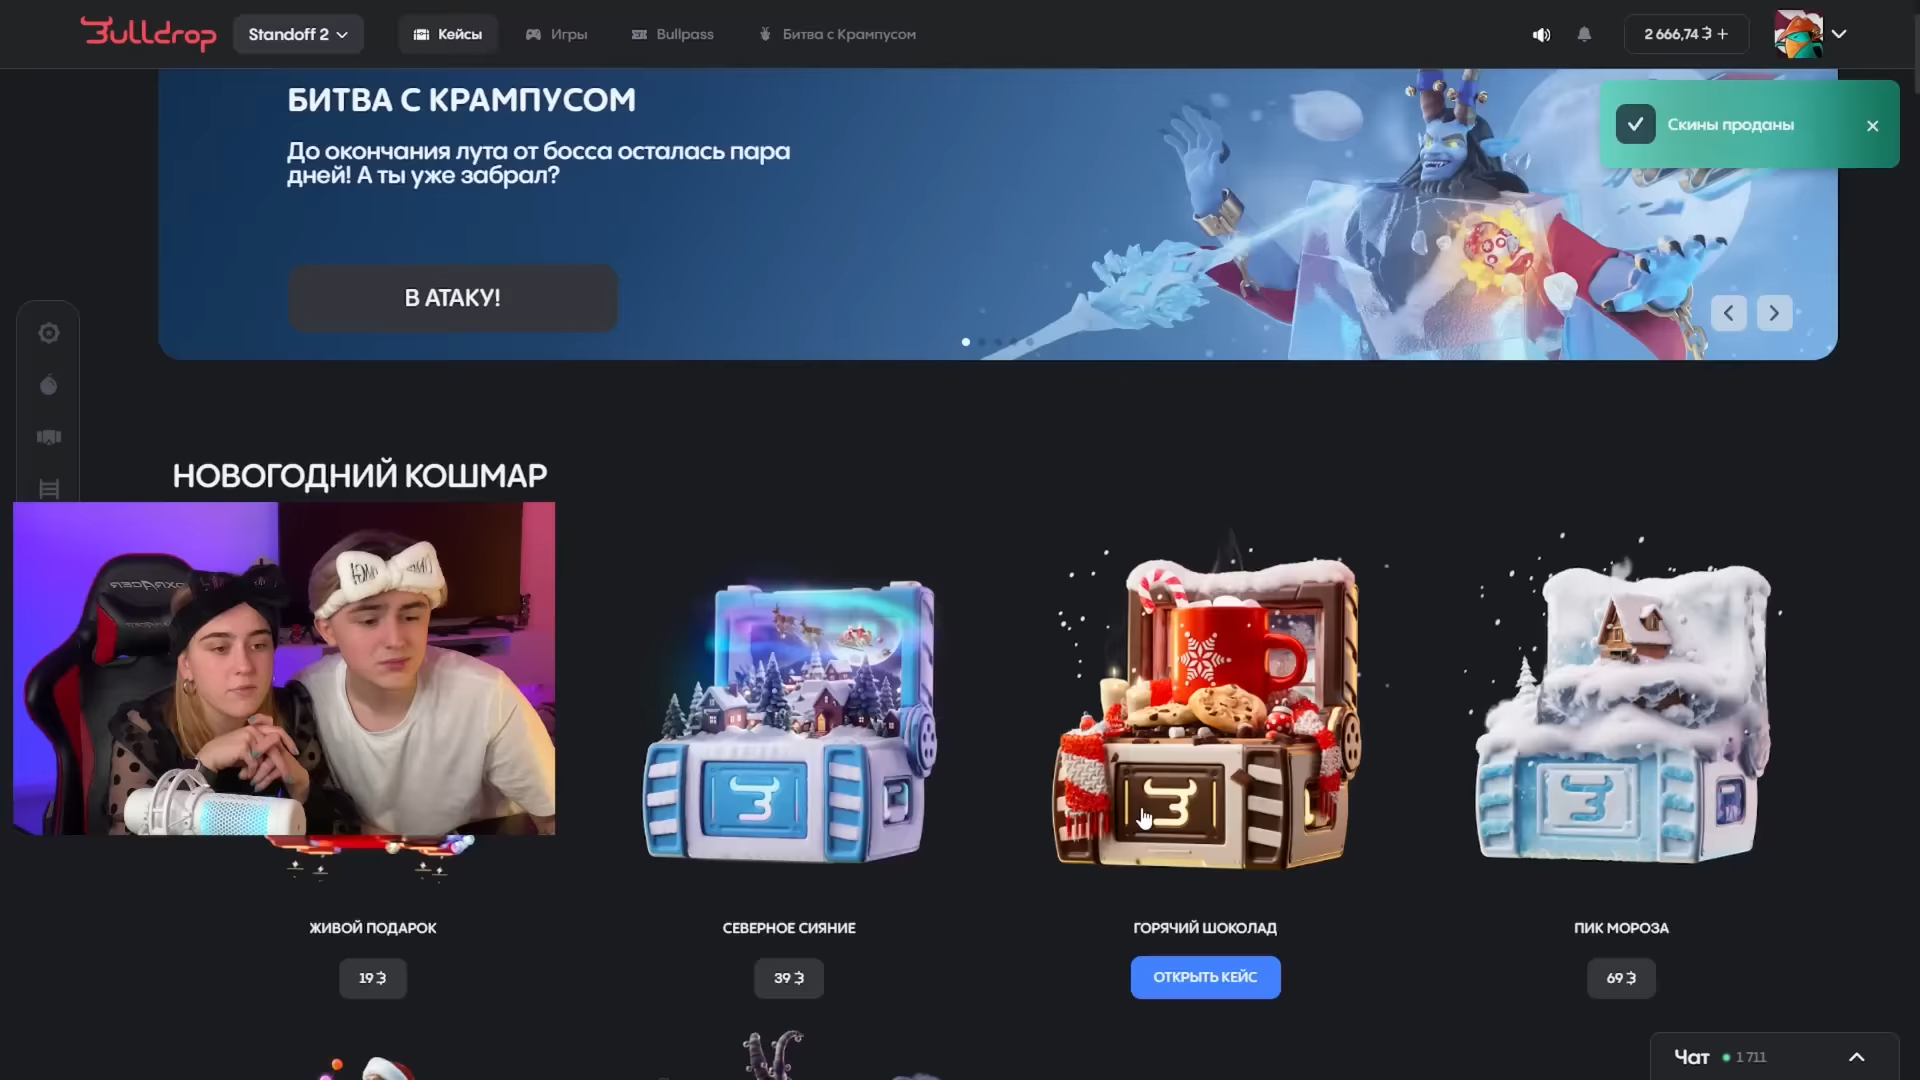 Bulldrop
Standoff 2
Кейсы
Игры
Bullpass
Битва с Крампусом
2 666,74
БИТВА С КРАМПУСОМ
До окончания лута от босса осталась пара
дней! А ты уже забрал?
В АТАКУ!
Скины проданы
НОВОГОДНИЙ КОШМАР
ЖИВОЙ ПОДАРОК
19
СЕВЕРНОЕ СИЯНИЕ
39
ГОРЯЧИЙ ШОКОЛАД
ОТКРЫТЬ КЕЙС
ПИК МОРОЗА
69
Чат
1 711